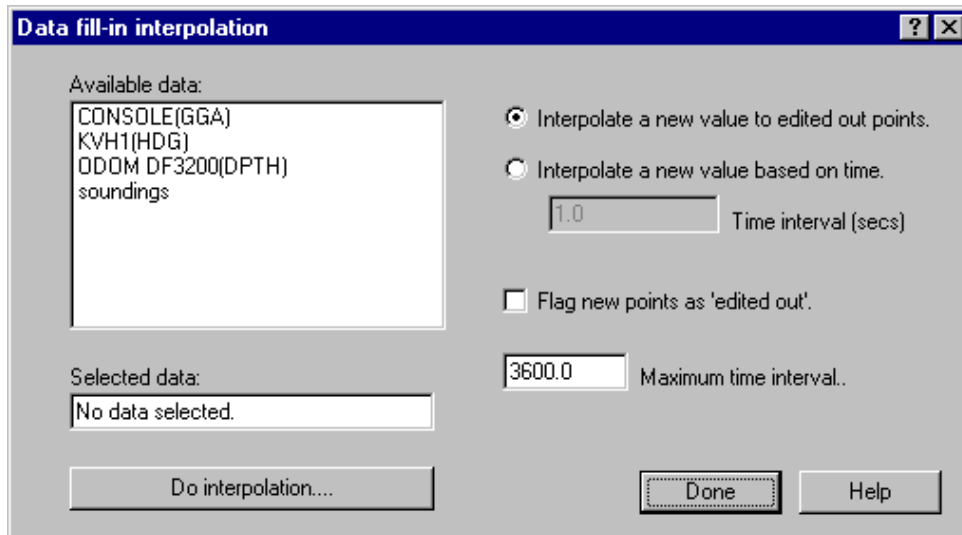 Data fill-in interpolation
Available data:
CONSOLE(GGA)
KVH1(HDG)
ODOM DF3200(DPTH)
soundings
Interpolate a new value to edited out points.
Interpolate a new value based on time.
1.0 Time interval (secs)
Flag new points as 'edited out'.
3600.0 Maximum time interval..
Selected data:
No data selected.
Do interpolation....
Done
Help